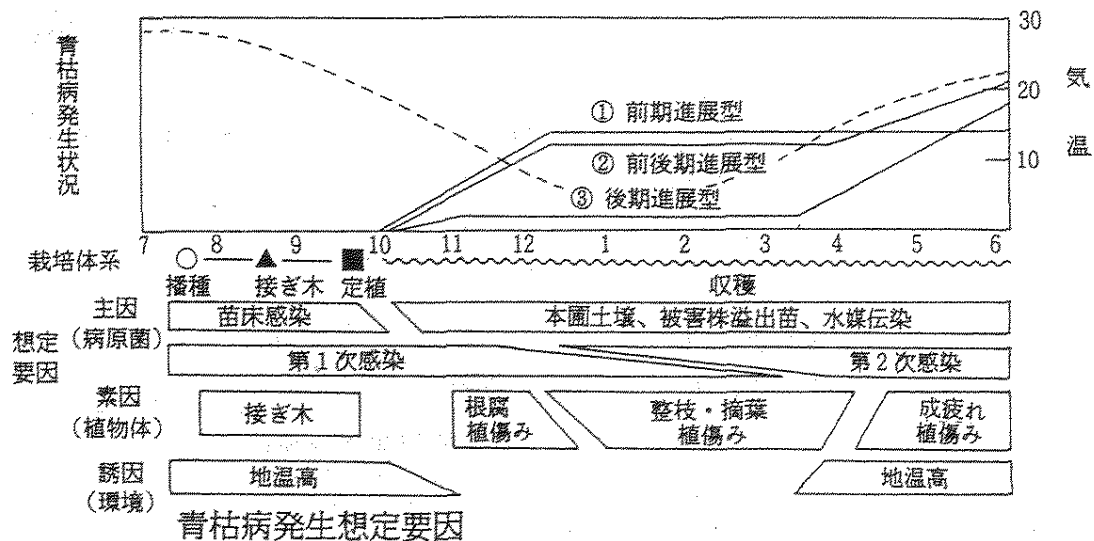 青枯病発生状況
30
20
10
気温
① 前期進展型
② 前後期進展型
③ 後期進展型
7 8 9 10 11 12 1 2 3 4 5 6
栽培体系
播種 接ぎ木 定植 収穫
想定要因
主因
(病原菌)
苗床感染
本圃土壌、被害株溢出苗、水媒伝染
第1次感染
第2次感染
素因
(植物体)
接ぎ木
根腐
植傷み
整枝・摘葉
植傷み
成疲れ
植傷み
誘因
(環境)
地温高
地温高
青枯病発生想定要因